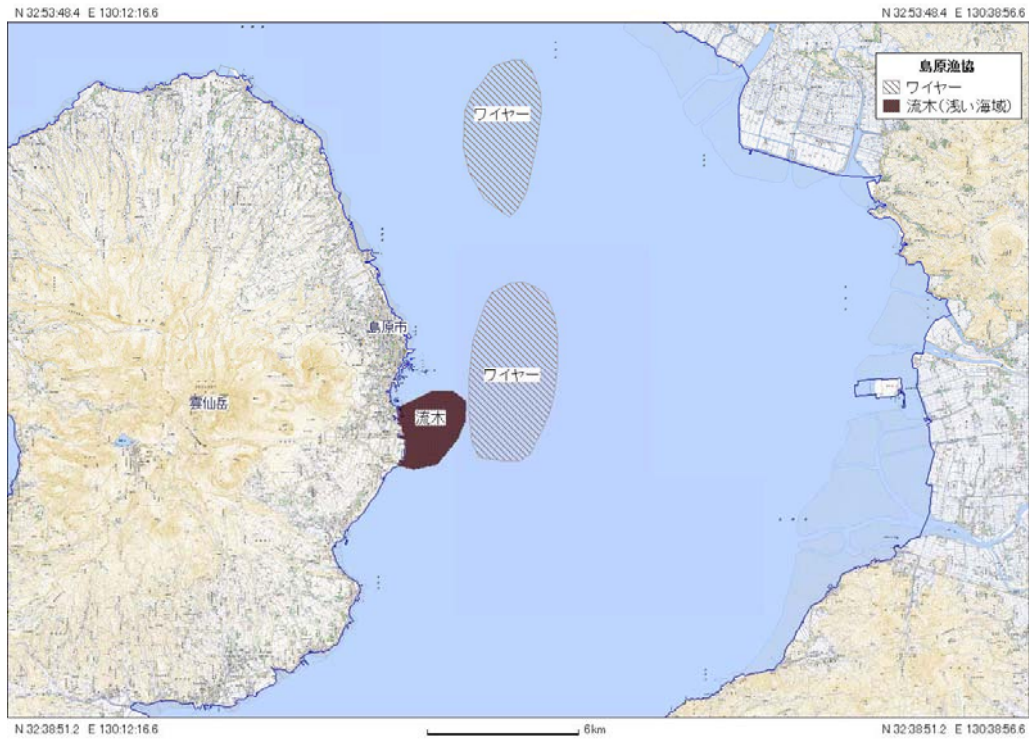 N 32:53:48.4 E 130:12:16.6
N 32:53:48.4 E 130:38:56.6
島原漁協
ワイヤー
流木(浅い海域)
ワイヤー
島原市
ワイヤー
雲仙岳
流木
N 32:38:51.2 E 130:12:16.6
6km
N 32:38:51.2 E 130:38:56.6